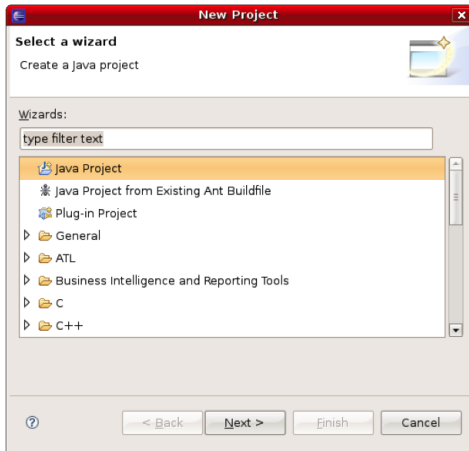 New Project
Select a wizard
Create a Java project
Wizards:
type filter text
Java Project
Java Project from Existing Ant Buildfile
Plug-in Project
General
ATL
Business Intelligence and Reporting Tools
C
C++
< Back Next > Finish Cancel